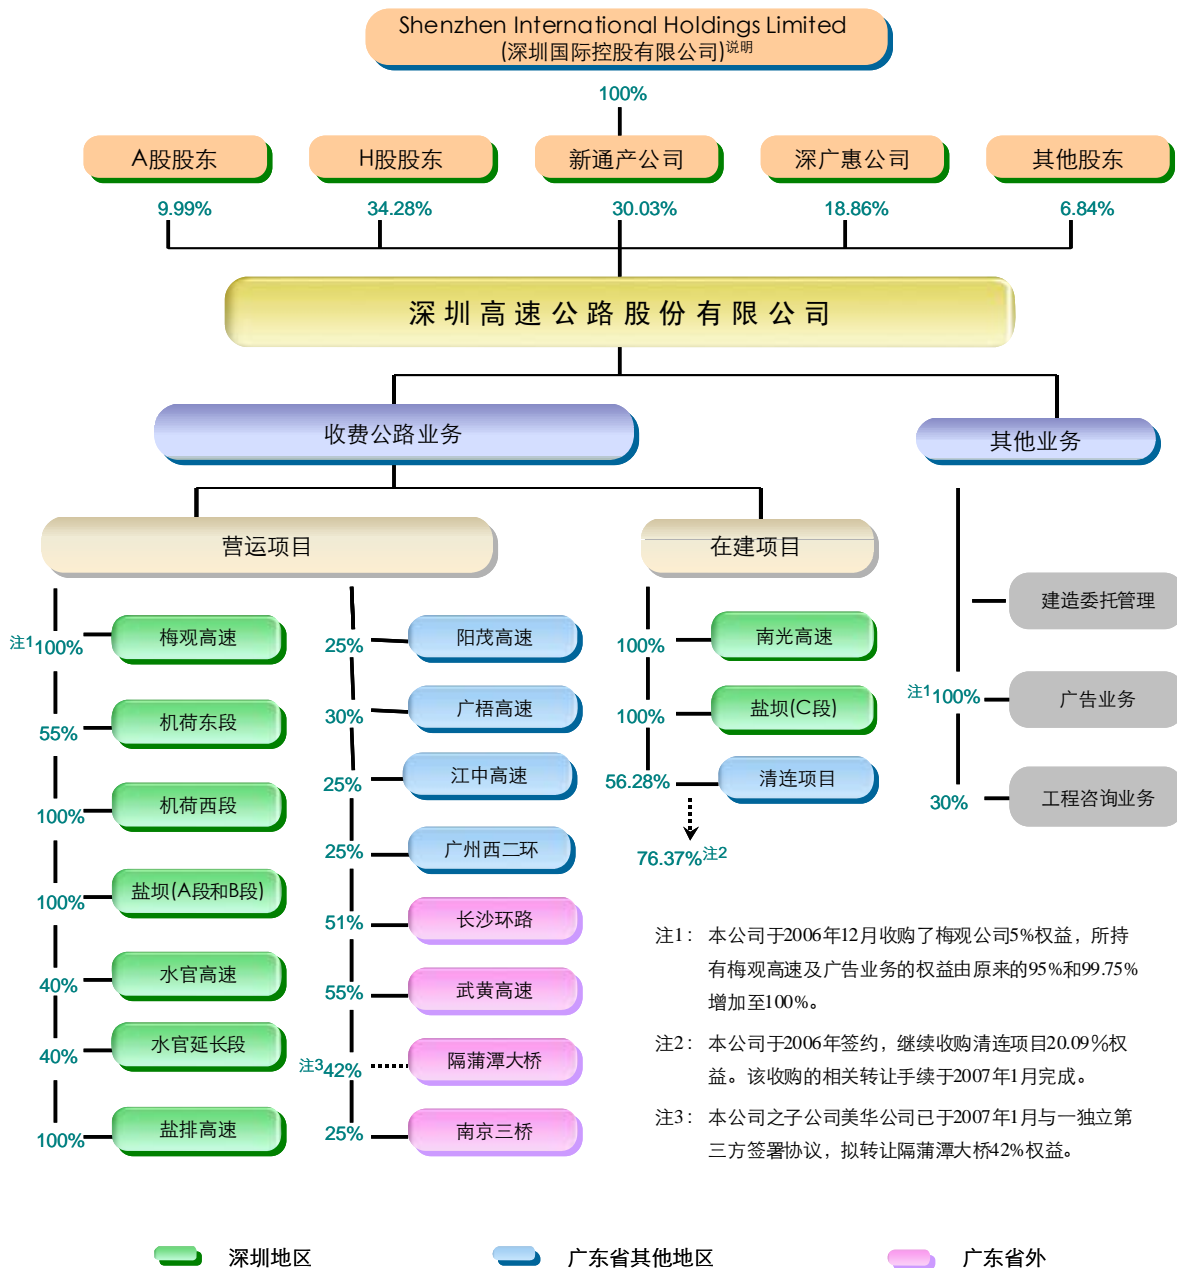 Shenzhen International Holdings Limited
(深圳国际控股有限公司)说明
100%
A股股东
H股股东
新通产公司
深广惠公司
其他股东
9.99%
34.28%
30.03%
18.86%
6.84%
深圳高速公路股份有限公司
收费公路业务
其他业务
营运项目
在建项目
注1100%
梅观高速
55%
机荷东段
100%
机荷西段
100%
盐坝(A段和B段)
40%
水官高速
40%
水官延长段
100%
盐排高速
25%
阳茂高速
30%
广梧高速
25%
江中高速
25%
广州西二环
51%
长沙环路
55%
武黄高速
注342%
隔蒲潭大桥
25%
南京三桥
100%
南光高速
100%
盐坝(C段)
56.28%
清连项目
76.37%注2
建造委托管理
注1100%
广告业务
30%
工程咨询业务
注1： 本公司于2006年12月收购了梅观公司5%权益，所持
有梅观高速及广告业务的权益由原来的95%和99.75%
增加至100%。
注2： 本公司于2006年签约，继续收购清连项目20.09%权
益。该收购的相关转让手续于2007年1月完成。
注3： 本公司之子公司美华公司已于2007年1月与一独立第
三方签署协议，拟转让隔蒲潭大桥42%权益。
深圳地区
广东省其他地区
广东省外